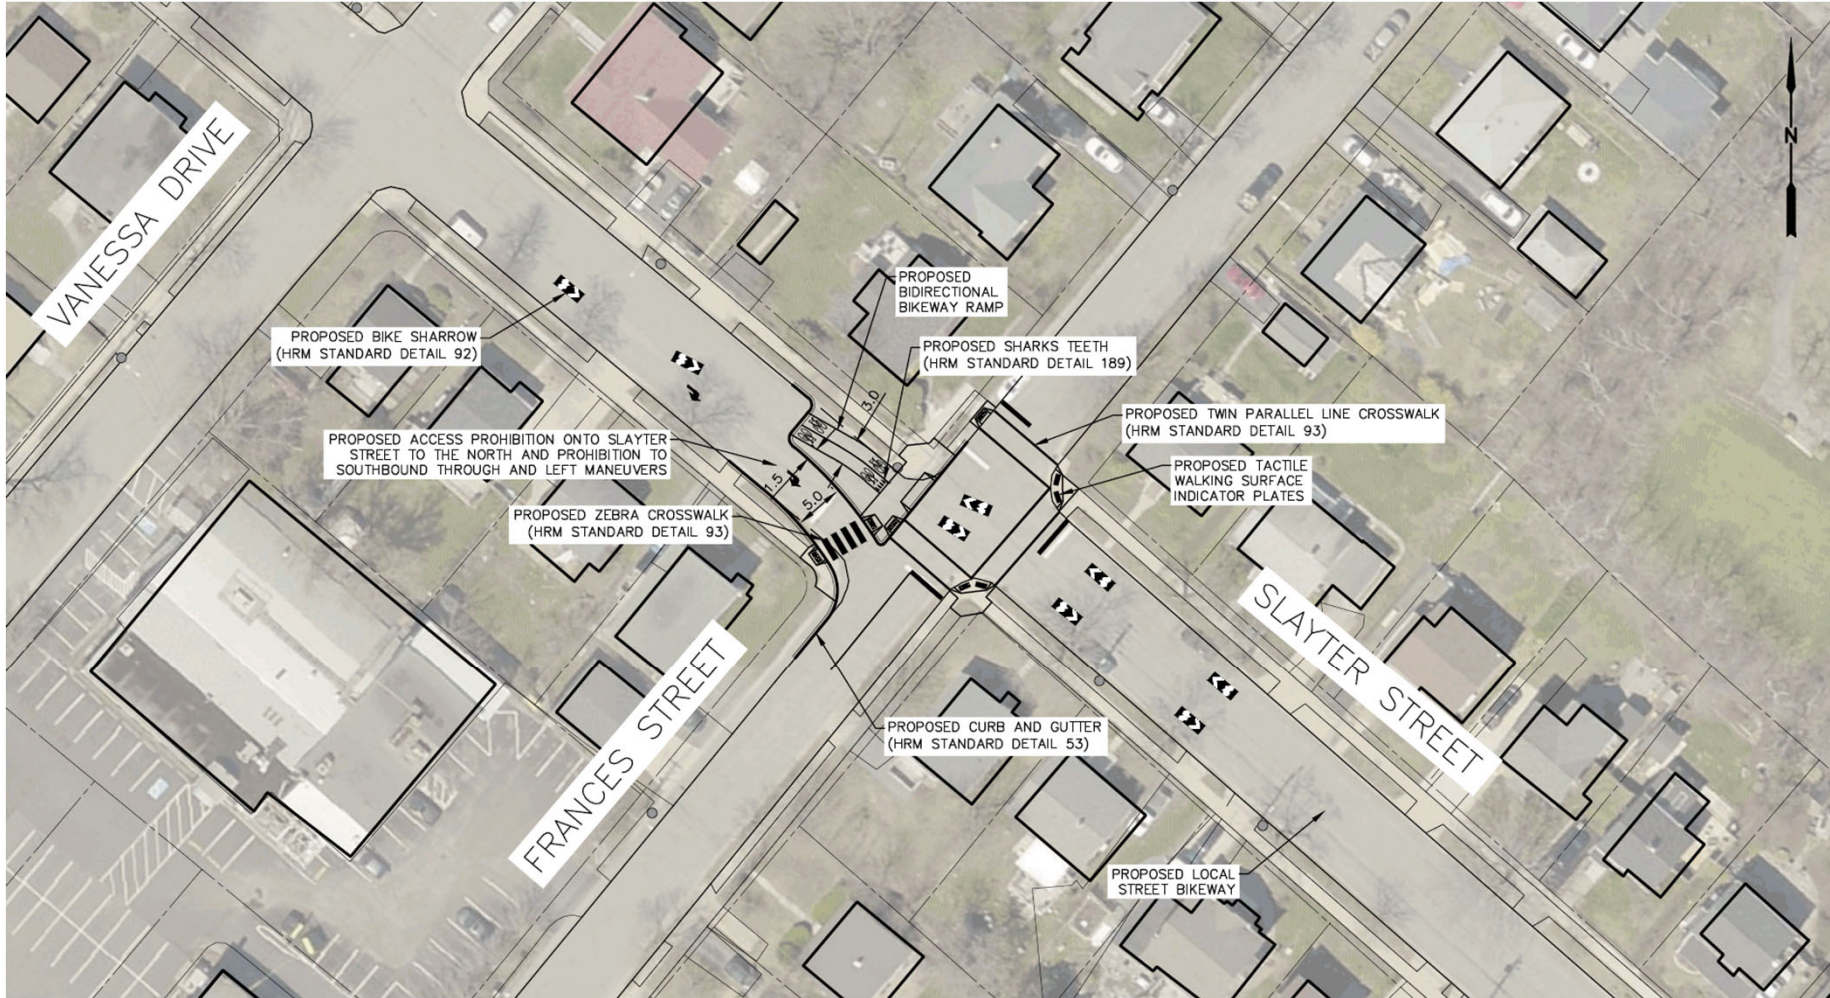 VANESSA DRIVE
N
PROPOSED
BIDIRECTIONAL
BIKEWAY RAMP
PROPOSED BIKE SHARROW
(HRM STANDARD DETAIL 92)
PROPOSED SHARKS TEETH
(HRM STANDARD DETAIL 189)
3.0
PROPOSED TWIN PARALLEL LINE CROSSWALK
(HRM STANDARD DETAIL 93)
PROPOSED ACCESS PROHIBITION ONTO SLAYTER
STREET TO THE NORTH AND PROHIBITION TO
SOUTHBOUND THROUGH AND LEFT MANEUVERS
1.5
5.0
PROPOSED TACTILE
WALKING SURFACE
INDICATOR PLATES
PROPOSED ZEBRA CROSSWALK
(HRM STANDARD DETAIL 93)
SLAYTER STREET
FRANCES STREET
PROPOSED CURB AND GUTTER
(HRM STANDARD DETAIL 53)
PROPOSED LOCAL
STREET BIKEWAY